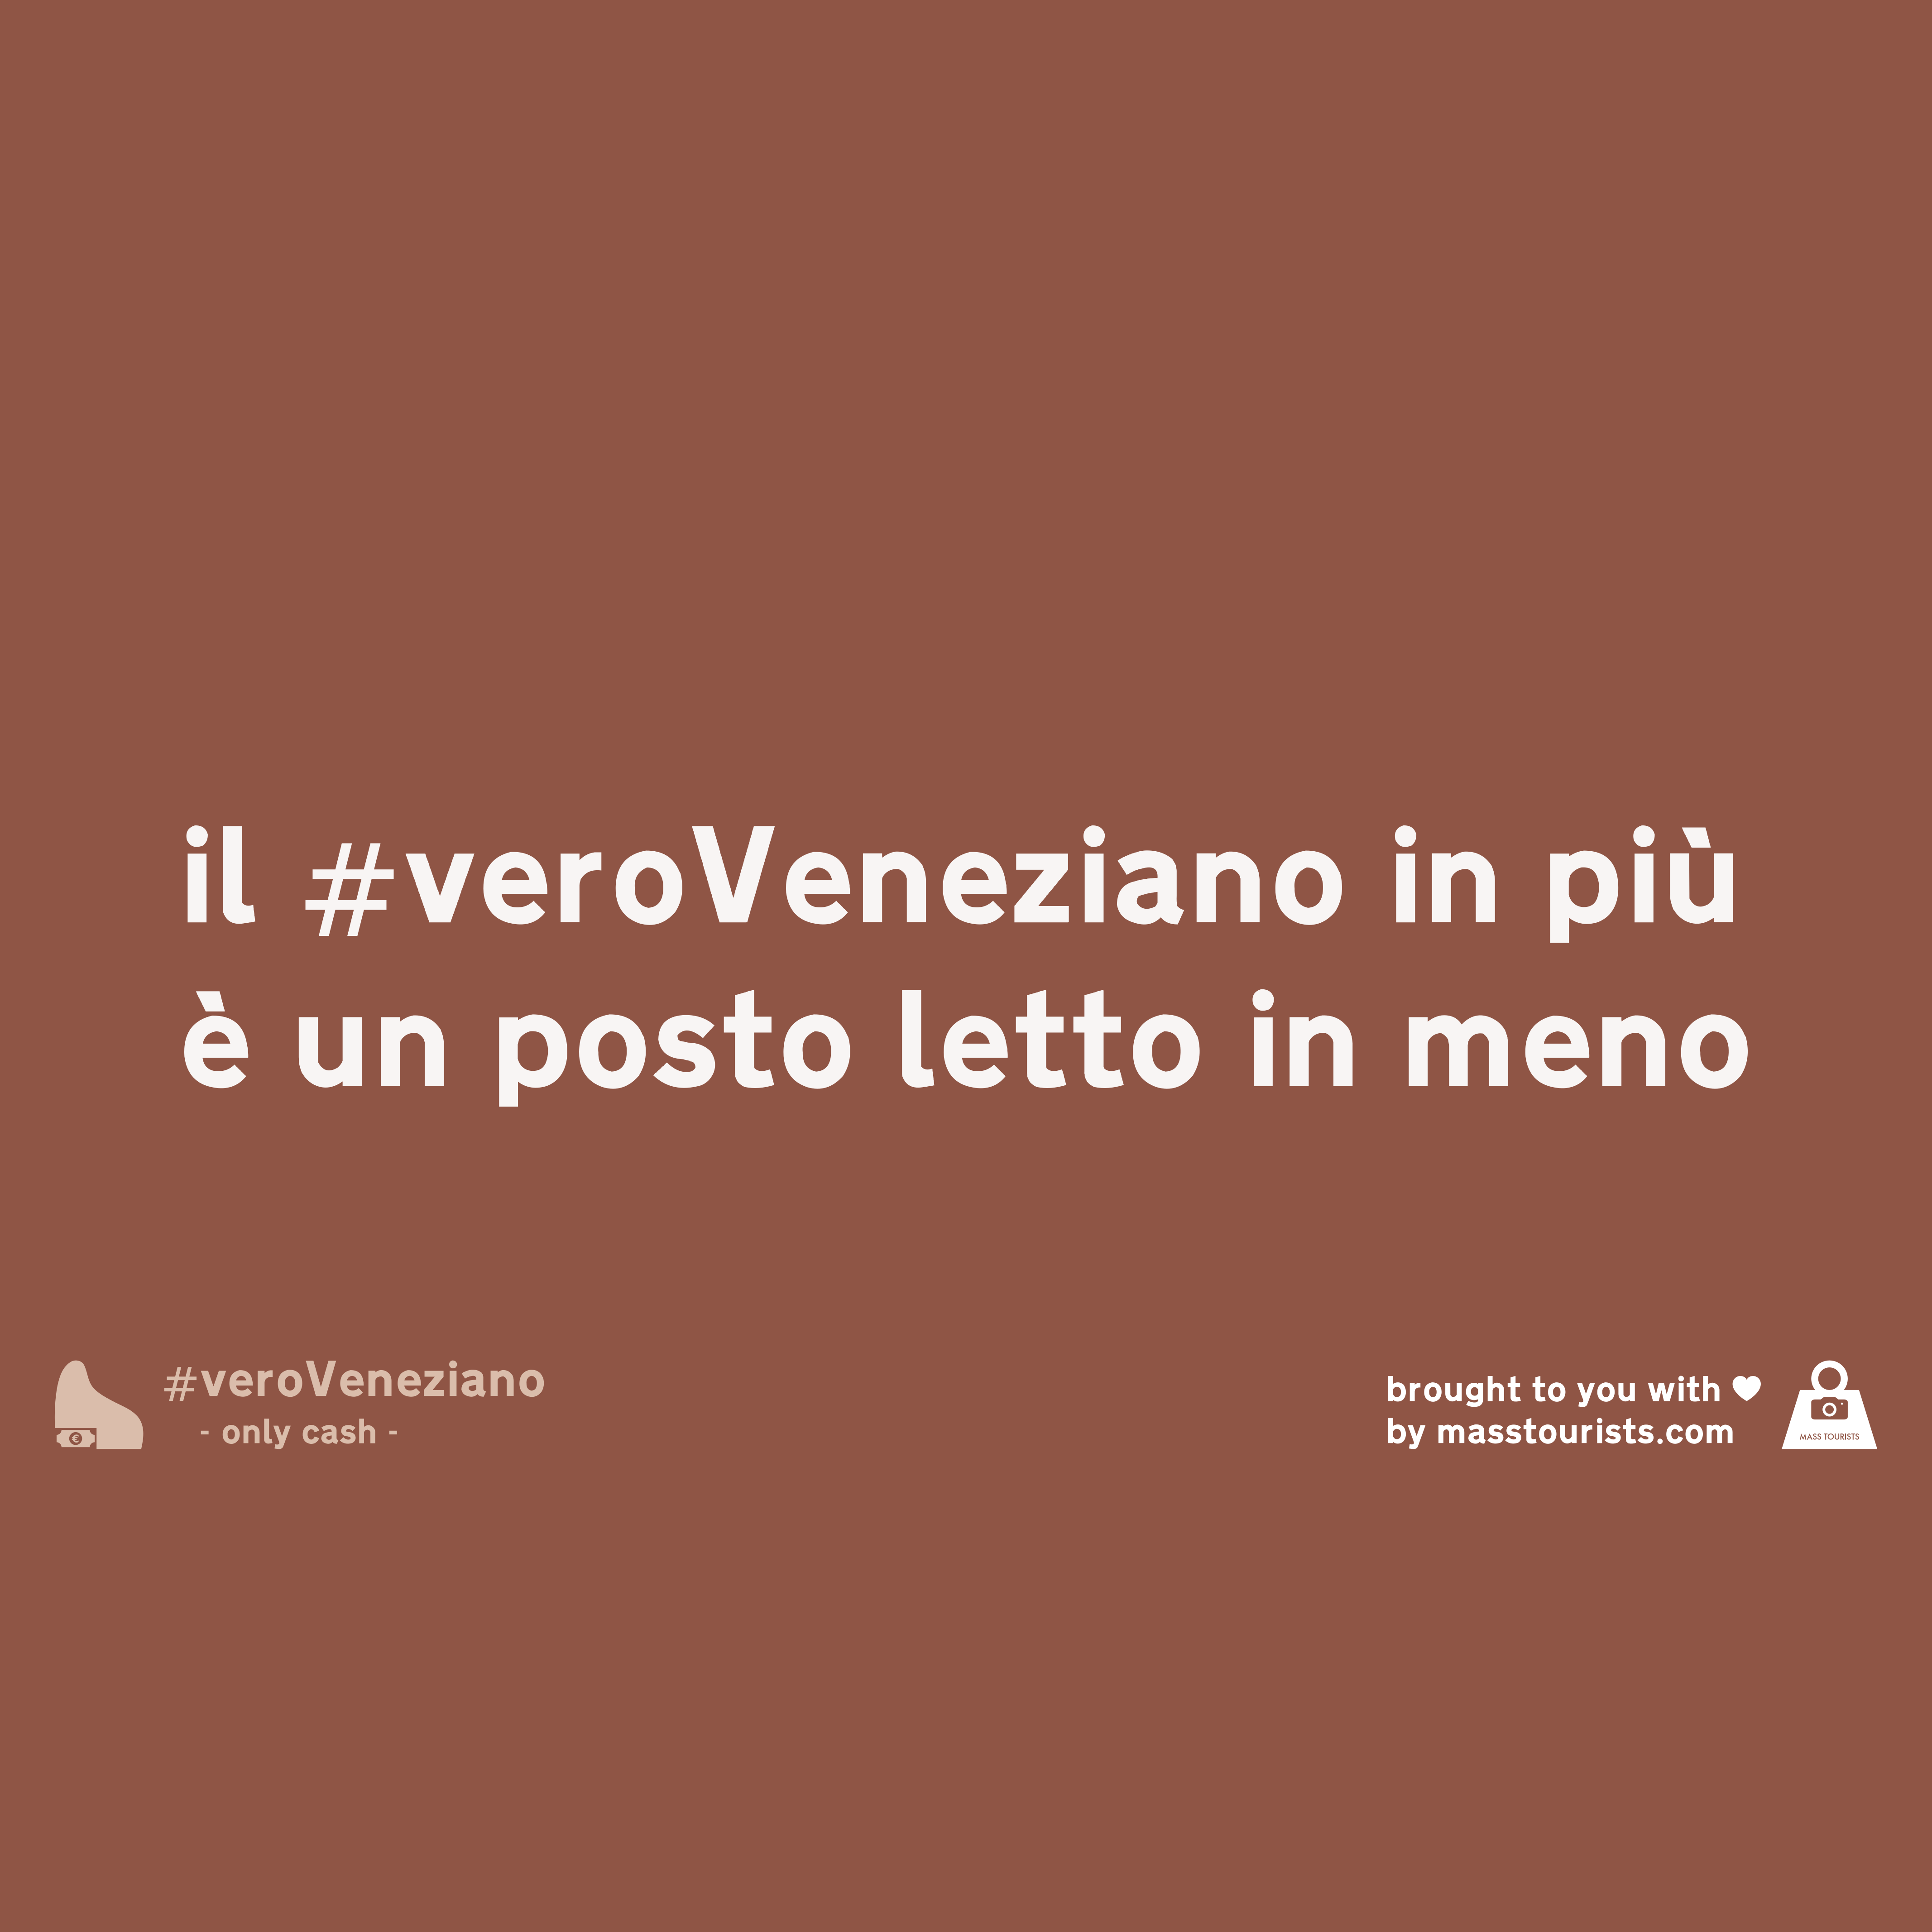 il #veroVeneziano in più
è un posto letto in meno
#veroVeneziano
- only cash -
€
brought to you with
by masstourists.com
MASS TOURISTS